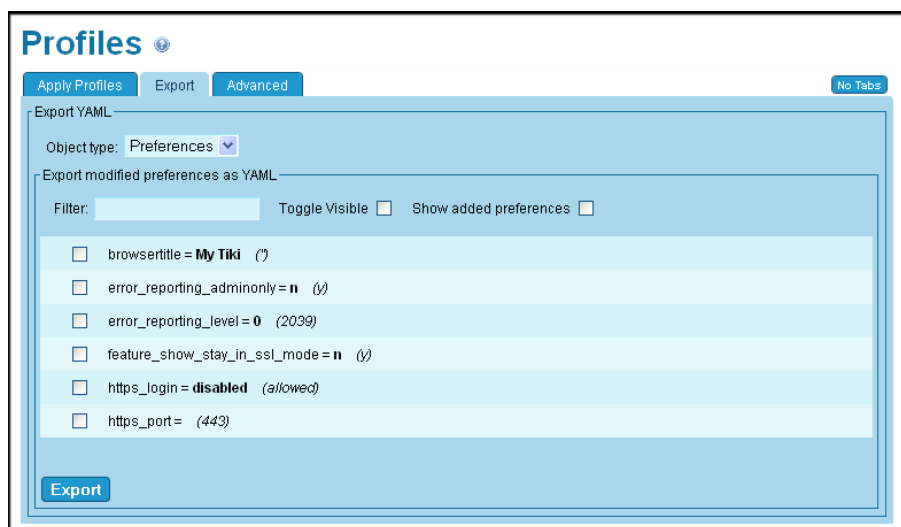 Profiles
Apply Profiles Export Advanced No Tabs
Export YAML
Object type: Preferences
Export modified preferences as YAML
Filter: Toggle Visible Show added preferences
browsertitle = My Tiki ('')
error_reporting_adminonly = n (y)
error_reporting_level = 0 (2039)
feature_show_stay_in_ssl_mode = n (y)
https_login = disabled (allowed)
https_port = (443)
Export